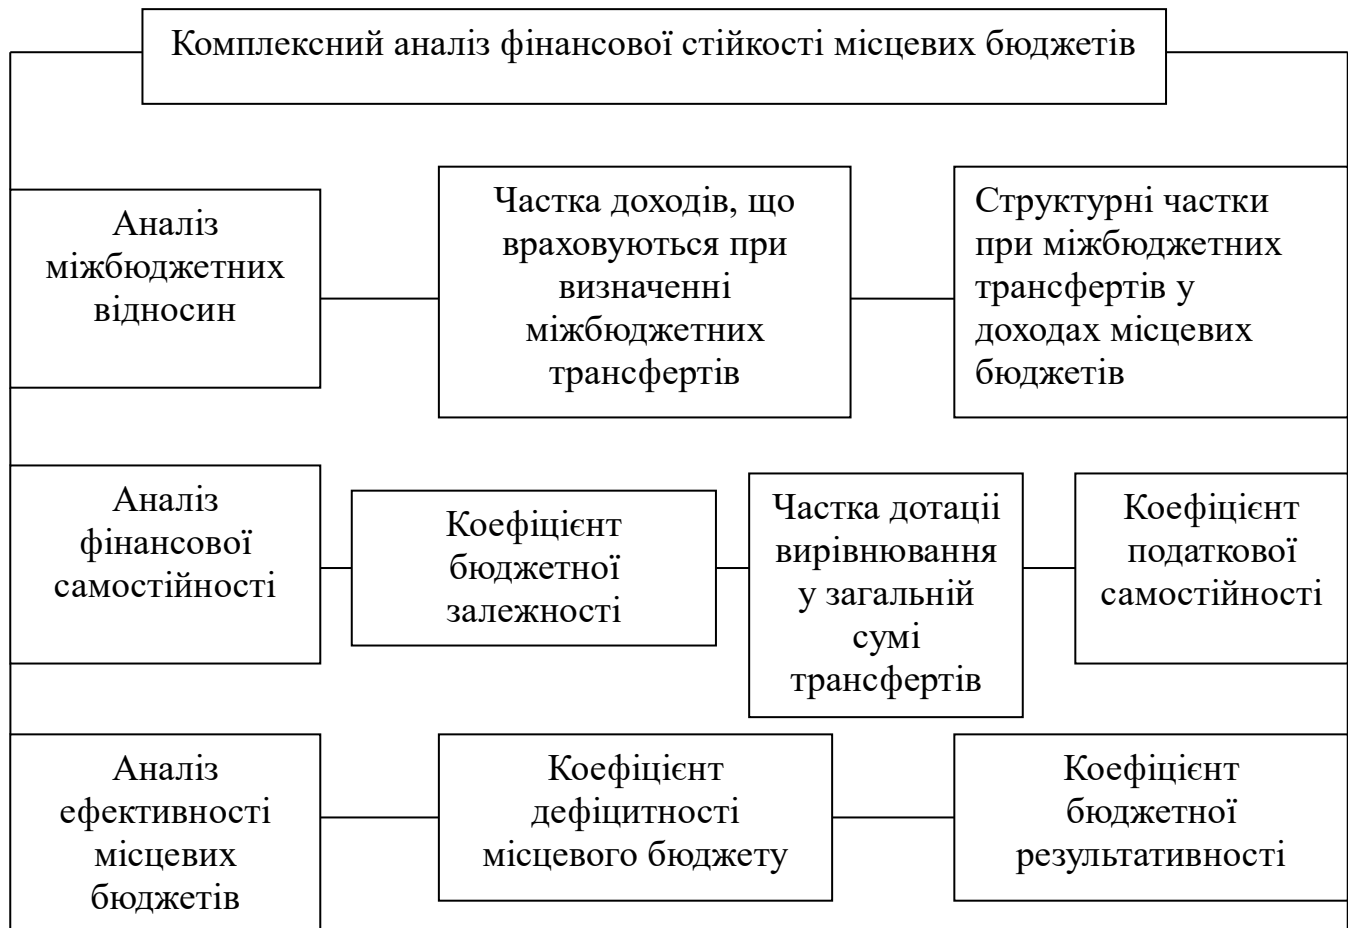 Комплексний аналіз фінансової стійкості місцевих бюджетів
Аналіз
міжбюджетних
відносин
Частка доходів, що
враховуються при
визначенні
міжбюджетних
трансфертів
Структурні частки
при міжбюджетних
трансфертів у
доходах місцевих
бюджетів
Аналіз
фінансової
самостійності
Коефіцієнт
бюджетної
залежності
Частка дотаціі
вирівнювання
у загальній
сумі
трансфертів
Коефіцієнт
податкової
самостійності
Аналіз
ефективності
місцевих
бюджетів
Коефіцієнт
дефіцитності
місцевого бюджету
Коефіцієнт
бюджетної
результативності